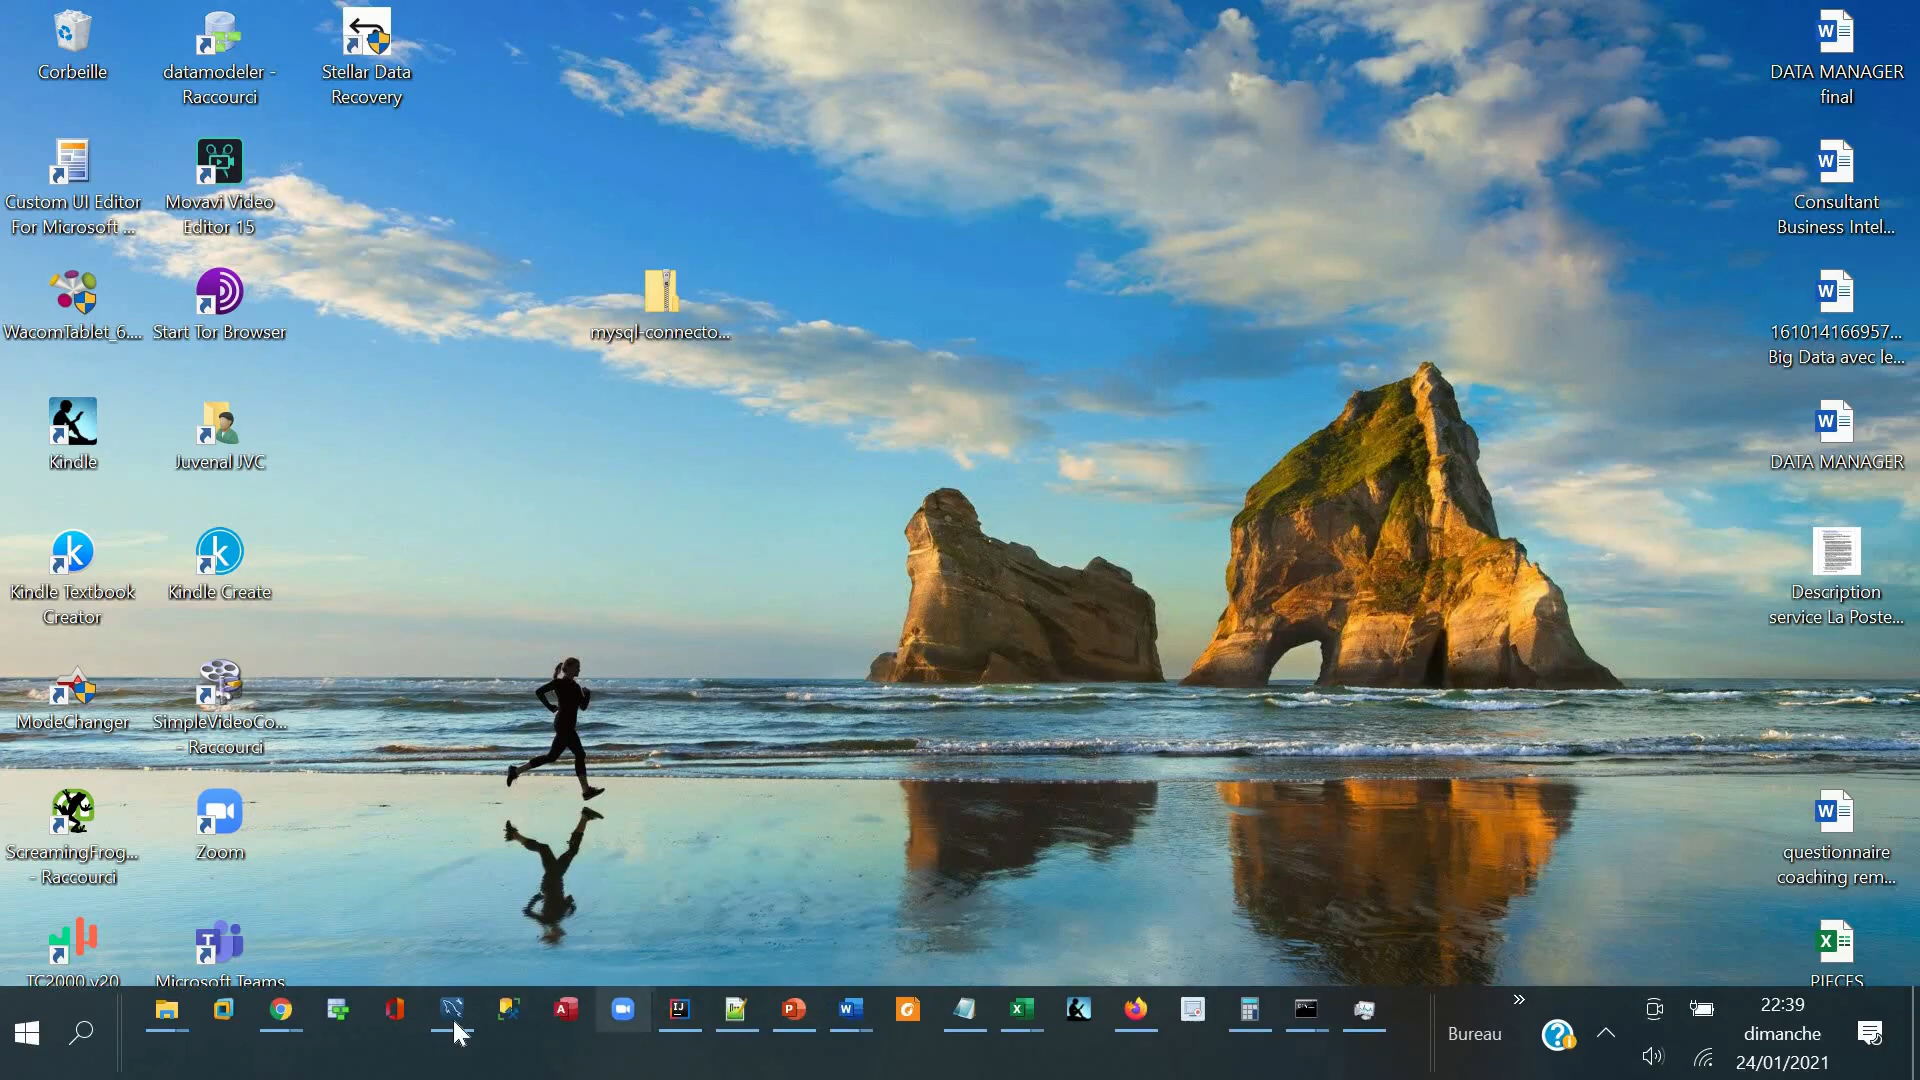 Corbeille
datamodeler -
Raccourci
Stellar Data
Recovery
Custom UI Editor
For Microsoft ...
Movavi Video
Editor 15
WacomTablet_6....
Start Tor Browser
mysql-connecto...
Kindle
Juvenal JVC
Kindle Textbook
Creator
Kindle Create
ModeChanger
SimpleVideoCo...
- Raccourci
ScreamingFrog...
- Raccourci
Zoom
TC2000 v20
Microsoft Teams
DATA MANAGER
final
Consultant
Business Intel...
161014166957...
Big Data avec le...
DATA MANAGER
Description
service La Poste...
questionnaire
coaching rem...
PIECES
Bureau
22:39
dimanche
24/01/2021